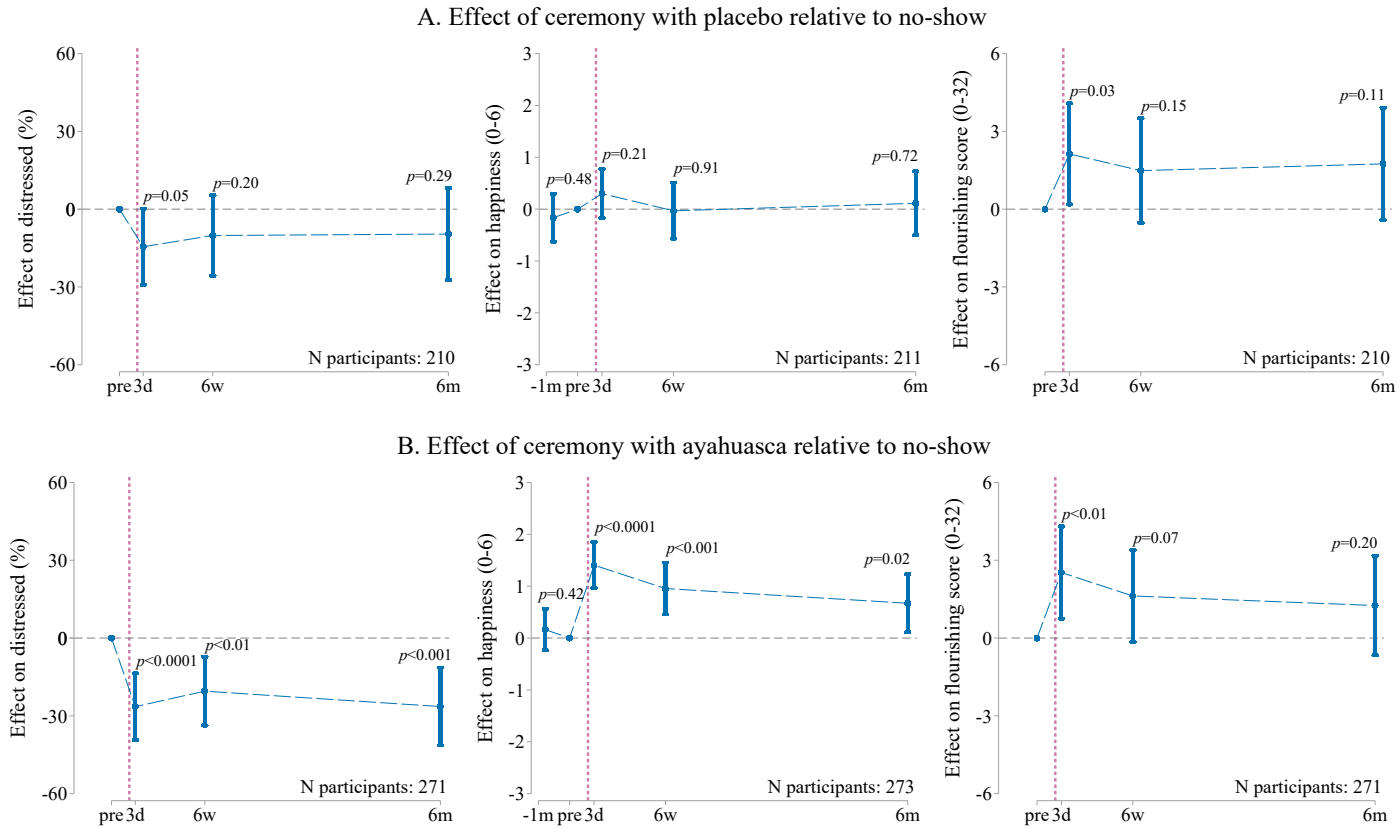 A. Effect of ceremony with placebo relative to no-show
Effect on distressed (%)
60
30
0
-30
-60
p=0.05
p=0.20
p=0.29
N participants: 210
pre 3d 6w 6m
Effect on happiness (0-6)
3
2
1
0
-1
-2
-3
p=0.48
p=0.21
p=0.91
p=0.72
N participants: 211
-1m pre 3d 6w 6m
Effect on flourishing score (0-32)
6
3
0
-3
-6
p=0.03
p=0.15
p=0.11
N participants: 210
pre 3d 6w 6m
B. Effect of ceremony with ayahuasca relative to no-show
Effect on distressed (%)
60
30
0
-30
-60
p<0.0001
p<0.01
p<0.001
N participants: 271
pre 3d 6w 6m
Effect on happiness (0-6)
3
2
1
0
-1
-2
-3
p=0.42
p<0.0001
p<0.001
p=0.02
N participants: 273
-1m pre 3d 6w 6m
Effect on flourishing score (0-32)
6
3
0
-3
-6
p<0.01
p=0.07
p=0.20
N participants: 271
pre 3d 6w 6m